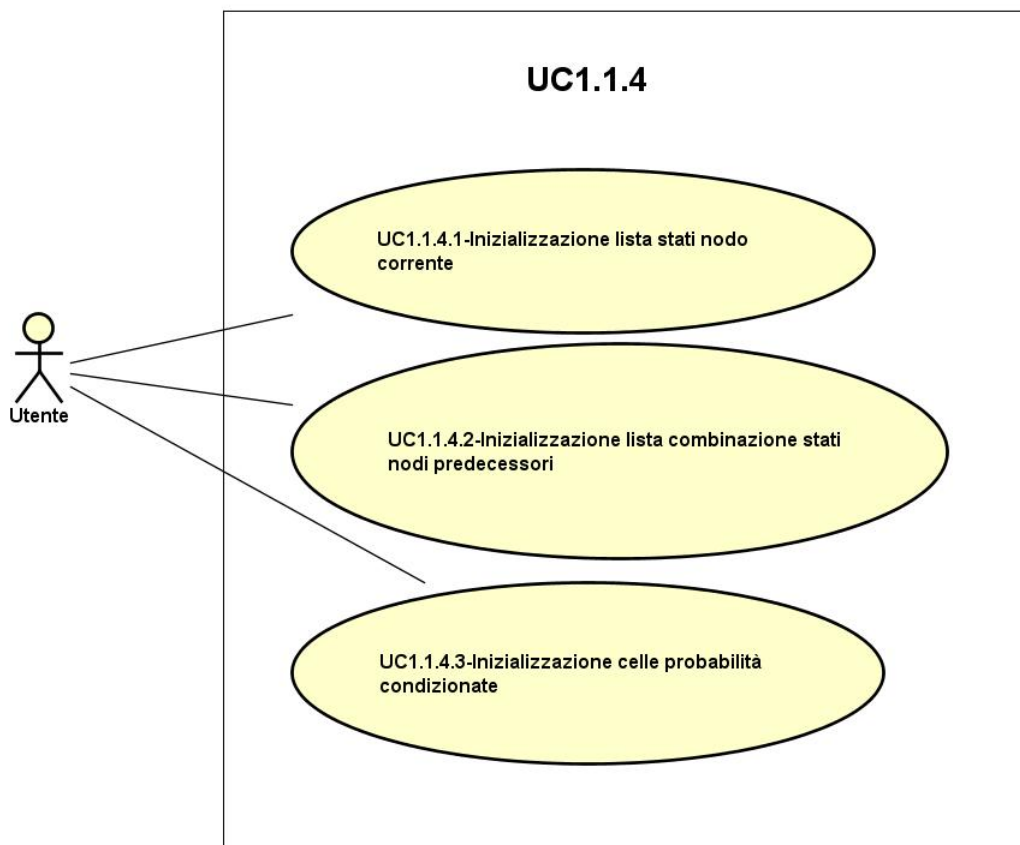 UC1.1.4
UC1.1.4.1-Inizializzazione lista stati nodo
corrente
Utente
UC1.1.4.2-Inizializzazione lista combinazione stati
nodi predecessori
UC1.1.4.3-Inizializzazione celle probabilità
condizionate